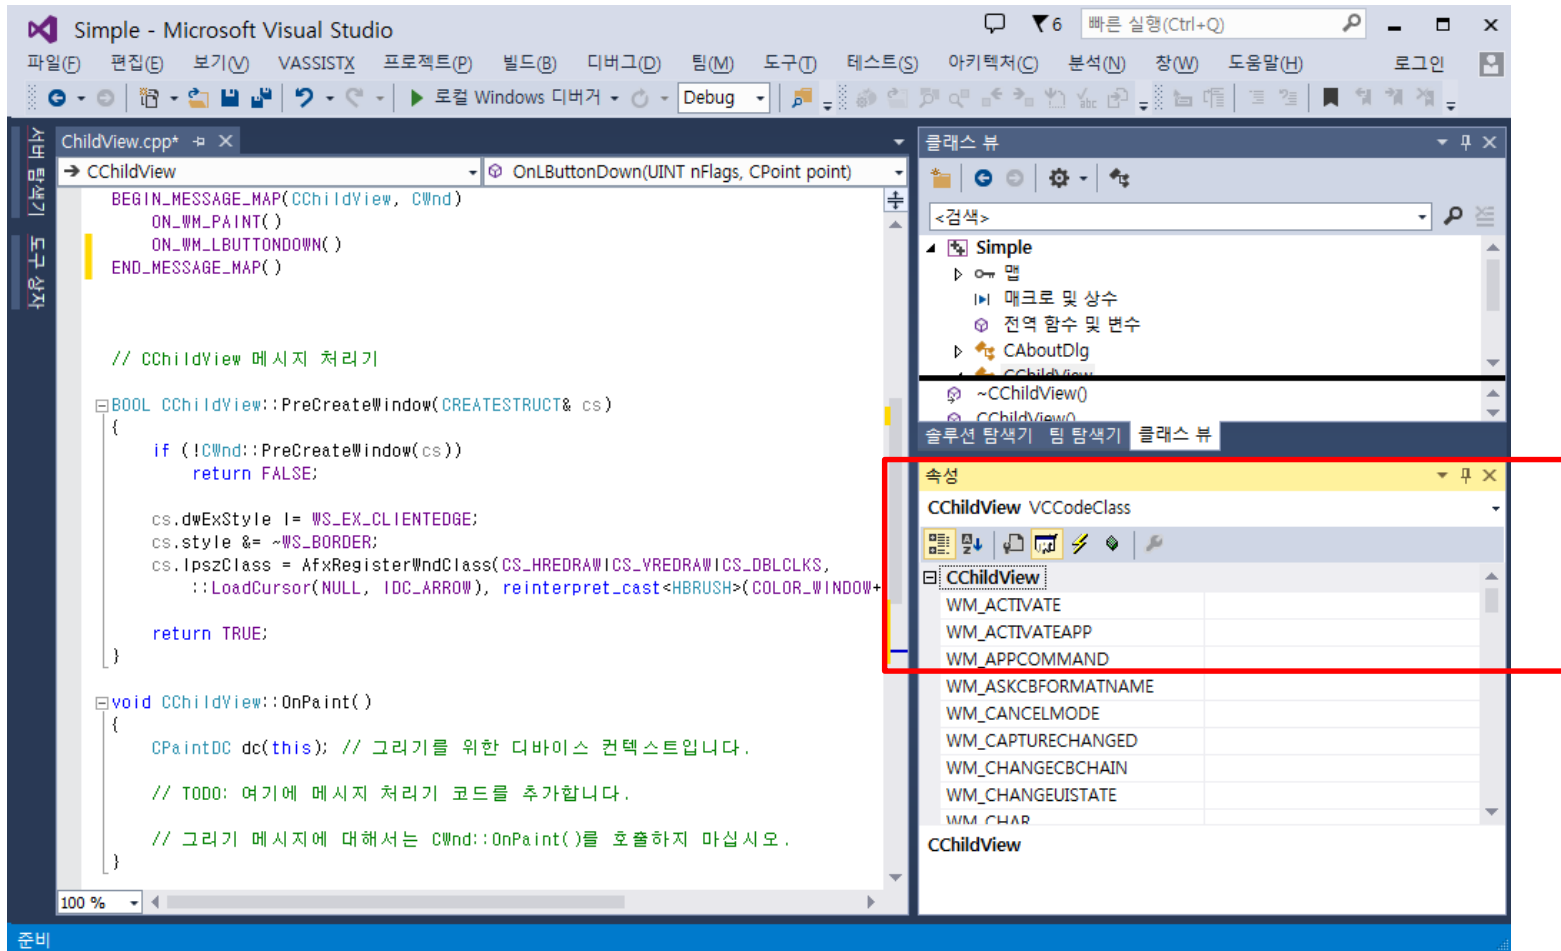 Simple - Microsoft Visual Studio
6
빠른 실행(Ctrl+Q)
파일(F) 편집(E) 보기(V) VASSISTX 프로젝트(P) 빌드(B) 디버그(D) 팀(M) 도구(T) 테스트(S) 아키텍처(C) 분석(N) 창(W) 도움말(H) 로그인
로컬 Windows 디버거 Debug
서버 탐색기
도구 상자
ChildView.cpp*
CChildView
OnLButtonDown(UINT nFlags, CPoint point)
BEGIN_MESSAGE_MAP(CChildView, CWnd)
ON_WM_PAINT()
ON_WM_LBUTTONDOWN()
END_MESSAGE_MAP()
// CChildView 메시지 처리기
BOOL CChildView::PreCreateWindow(CREATESTRUCT& cs)
{
if (!CWnd::PreCreateWindow(cs))
return FALSE;
cs.dwExStyle |= WS_EX_CLIENTEDGE;
cs.style &= ~WS_BORDER;
cs.lpszClass = AfxRegisterWndClass(CS_HREDRAW|CS_VREDRAW|CS_DBLCLKS,
::LoadCursor(NULL, IDC_ARROW), reinterpret_cast<HBRUSH>(COLOR_WINDOW+
return TRUE;
}
void CChildView::OnPaint()
{
CPaintDC dc(this); // 그리기를 위한 디바이스 컨텍스트입니다.
// TODO: 여기에 메시지 처리기 코드를 추가합니다.
// 그리기 메시지에 대해서는 CWnd::OnPaint()를 호출하지 마십시오.
}
100 %
클래스 뷰
<검색>
Simple
맵
매크로 및 상수
전역 함수 및 변수
CAboutDlg
CChildView
~CChildView()
CChildView()
솔루션 탐색기 팀 탐색기 클래스 뷰
속성
CChildView VCCodeClass
CChildView
WM_ACTIVATE
WM_ACTIVATEAPP
WM_APPCOMMAND
WM_ASKCBFORMATNAME
WM_CANCELMODE
WM_CAPTURECHANGED
WM_CHANGECBCHAIN
WM_CHANGEUISTATE
WM_CHAR
CChildView
준비